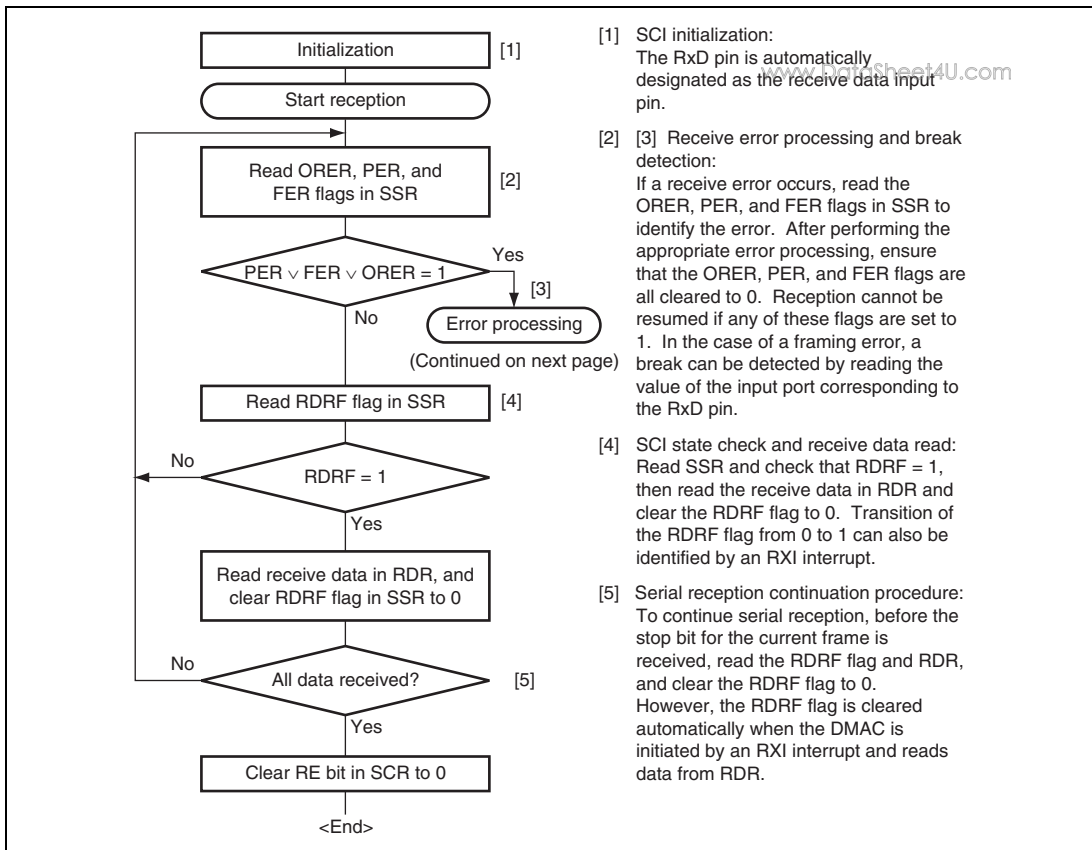 Initialization [1]
Start reception
Read ORER, PER, and
FER flags in SSR
[2]
PER ∨ FER ∨ ORER = 1
Yes
[3]
No
Error processing
(Continued on next page)
Read RDRF flag in SSR [4]
No
RDRF = 1
Yes
Read receive data in RDR, and
clear RDRF flag in SSR to 0
No
All data received? [5]
Yes
Clear RE bit in SCR to 0
<End>
[1] SCI initialization:
The RxD pin is automatically
designated as the receive data input
pin.
www.DataSheet4U.com
[2] [3] Receive error processing and break
detection:
If a receive error occurs, read the
ORER, PER, and FER flags in SSR to
identify the error. After performing the
appropriate error processing, ensure
that the ORER, PER, and FER flags are
all cleared to 0. Reception cannot be
resumed if any of these flags are set to
1. In the case of a framing error, a
break can be detected by reading the
value of the input port corresponding to
the RxD pin.
[4] SCI state check and receive data read:
Read SSR and check that RDRF = 1,
then read the receive data in RDR and
clear the RDRF flag to 0. Transition of
the RDRF flag from 0 to 1 can also be
identified by an RXI interrupt.
[5] Serial reception continuation procedure:
To continue serial reception, before the
stop bit for the current frame is
received, read the RDRF flag and RDR,
and clear the RDRF flag to 0.
However, the RDRF flag is cleared
automatically when the DMAC is
initiated by an RXI interrupt and reads
data from RDR.